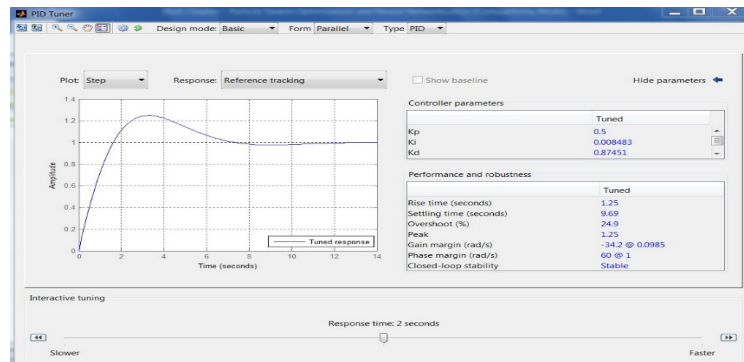 PID Tuner
Design mode: Basic Form Parallel Type PID
Plot: Step Response: Reference tracking Show baseline Hide parameters
1.4
1.2
1
0.8
0.6
0.4
0.2
0
Amplitude
0 2 4 6 8 10 12 14
Time (seconds)
Tuned response
Controller parameters
Tuned
Kp 0.5
Ki 0.008483
Kd 0.87451
Performance and robustness
Tuned
Rise time (seconds) 1.25
Settling time (seconds) 9.69
Overshoot (%) 24.9
Peak 1.25
Gain margin (rad/s) -34.2 @ 0.0985
Phase margin (rad/s) 60 @ 1
Closed-loop stability Stable
Interactive tuning
Response time: 2 seconds
Slower Faster